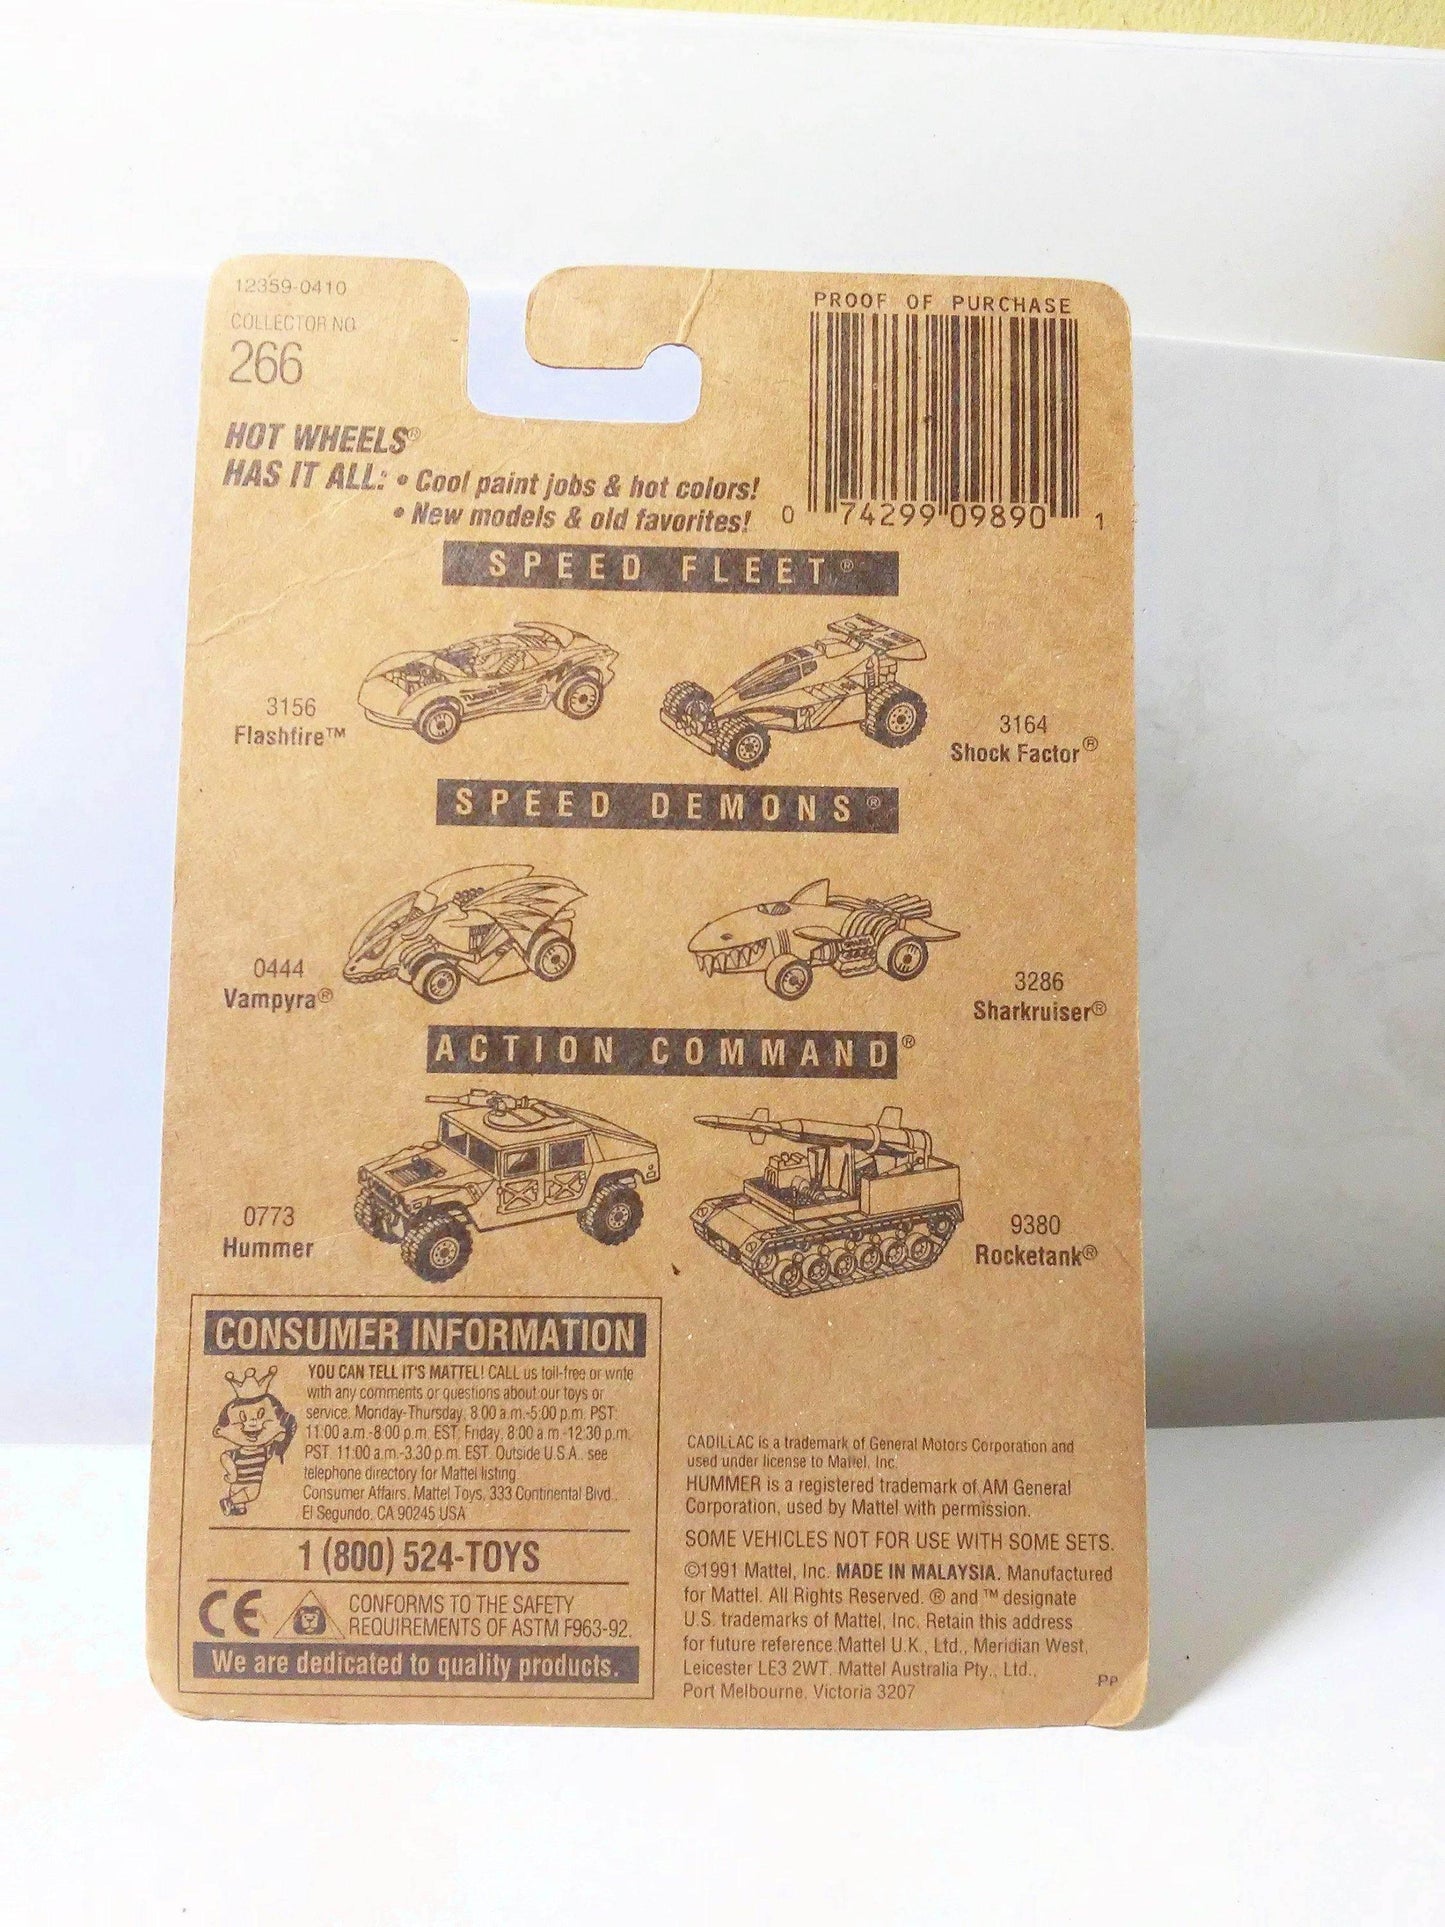 12359-0410
COLLECTOR NO.
266
PROOF OF PURCHASE
0 74299 09890 1
HOT WHEELS®
HAS IT ALL: • Cool paint jobs & hot colors!
• New models & old favorites!
SPEED FLEET®
3156
Flashfire™
3164
Shock Factor®
SPEED DEMONS®
0444
Vampyra®
3286
Sharkruiser®
ACTION COMMAND®
0773
Hummer
9380
Rocketank®
CONSUMER INFORMATION
YOU CAN TELL IT'S MATTEL! CALL us toll-free or write
with any comments or questions about our toys or
service. Monday-Thursday, 8:00 a.m.-5:00 p.m. PST:
11:00 a.m.-8:00 p.m. EST, Friday, 8:00 a.m.-12:30 p.m.
PST. 11:00 a.m.-3:30 p.m. EST. Outside U.S.A., see
telephone directory for Mattel listing.
Consumer Affairs, Mattel Toys, 333 Continental Blvd.,
El Segundo, CA 90245 USA
1 (800) 524-TOYS
CE CONFORMS TO THE SAFETY
REQUIREMENTS OF ASTM F963-92.
We are dedicated to quality products.
CADILLAC is a trademark of General Motors Corporation and
used under license to Mattel, Inc.
HUMMER is a registered trademark of AM General
Corporation, used by Mattel with permission.
SOME VEHICLES NOT FOR USE WITH SOME SETS.
©1991 Mattel, Inc. MADE IN MALAYSIA. Manufactured
for Mattel. All Rights Reserved. ® and ™ designate
U.S. trademarks of Mattel, Inc. Retain this address
for future reference: Mattel U.K., Ltd., Meridian West,
Leicester LE3 2WT. Mattel Australia Pty., Ltd.,
Port Melbourne, Victoria 3207
PP